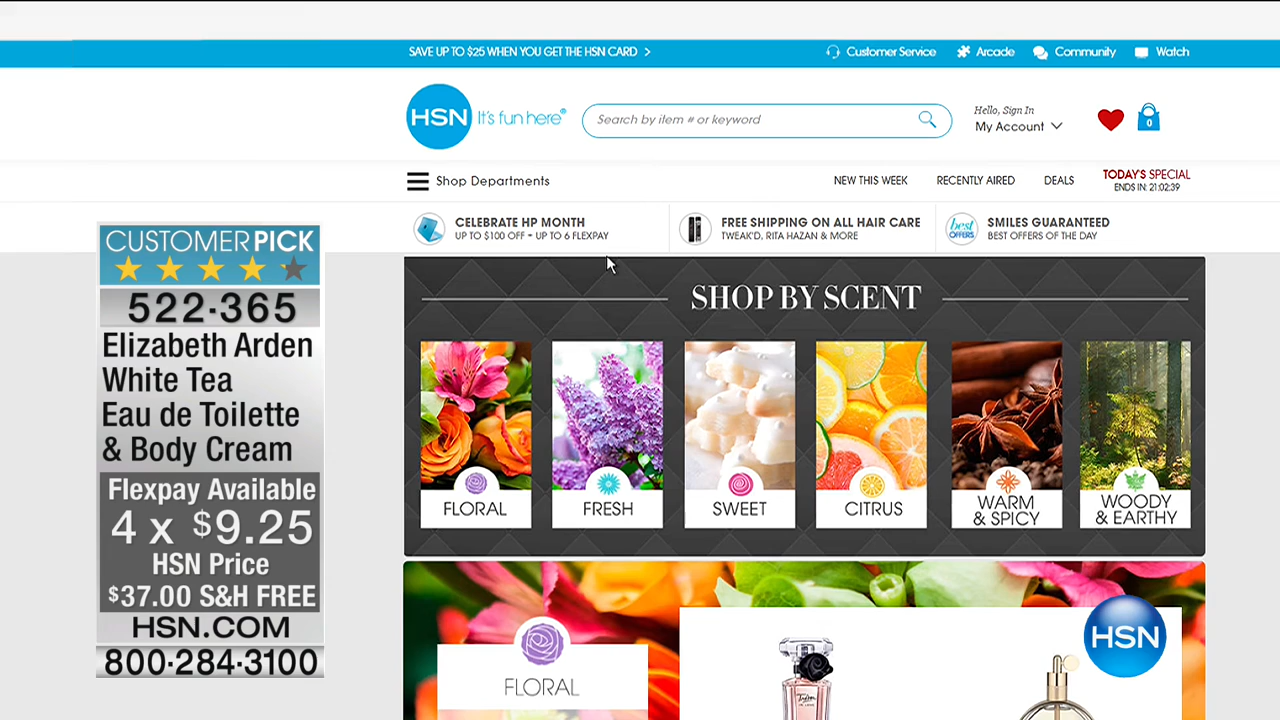 SAVE UP TO $25 WHEN YOU GET THE HSN CARD >
Customer Service
Arcade
Community
Watch
HSN It's fun here®
Search by item # or keyword
Hello, Sign In
My Account
0
Shop Departments
NEW THIS WEEK
RECENTLY AIRED
DEALS
TODAY'S SPECIAL
ENDS IN: 21:02:39
CELEBRATE HP MONTH
UP TO $100 OFF • UP TO 6 FLEXPAY
FREE SHIPPING ON ALL HAIR CARE
TWEAK'D, RITA HAZAN & MORE
best
OFFERS
SMILES GUARANTEED
BEST OFFERS OF THE DAY
CUSTOMER PICK
522•365
Elizabeth Arden
White Tea
Eau de Toilette
& Body Cream
Flexpay Available
4 x $9.25
HSN Price
$37.00 S&H FREE
HSN.COM
800•284•3100
SHOP BY SCENT
FLORAL
FRESH
SWEET
CITRUS
WARM
& SPICY
WOODY
& EARTHY
FLORAL
HSN